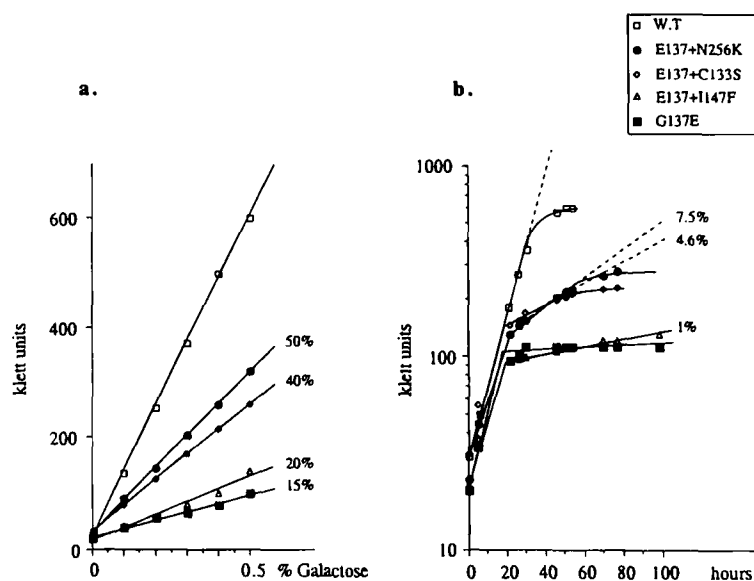 W.T
E137+N256K
E137+C133S
E137+I147F
G137E
a.
b.
klett units
600
400
200
0
50%
40%
20%
15%
0
0.5
% Galactose
klett units
1000
100
10
7.5%
4.6%
1%
0
20
40
60
80
100
hours